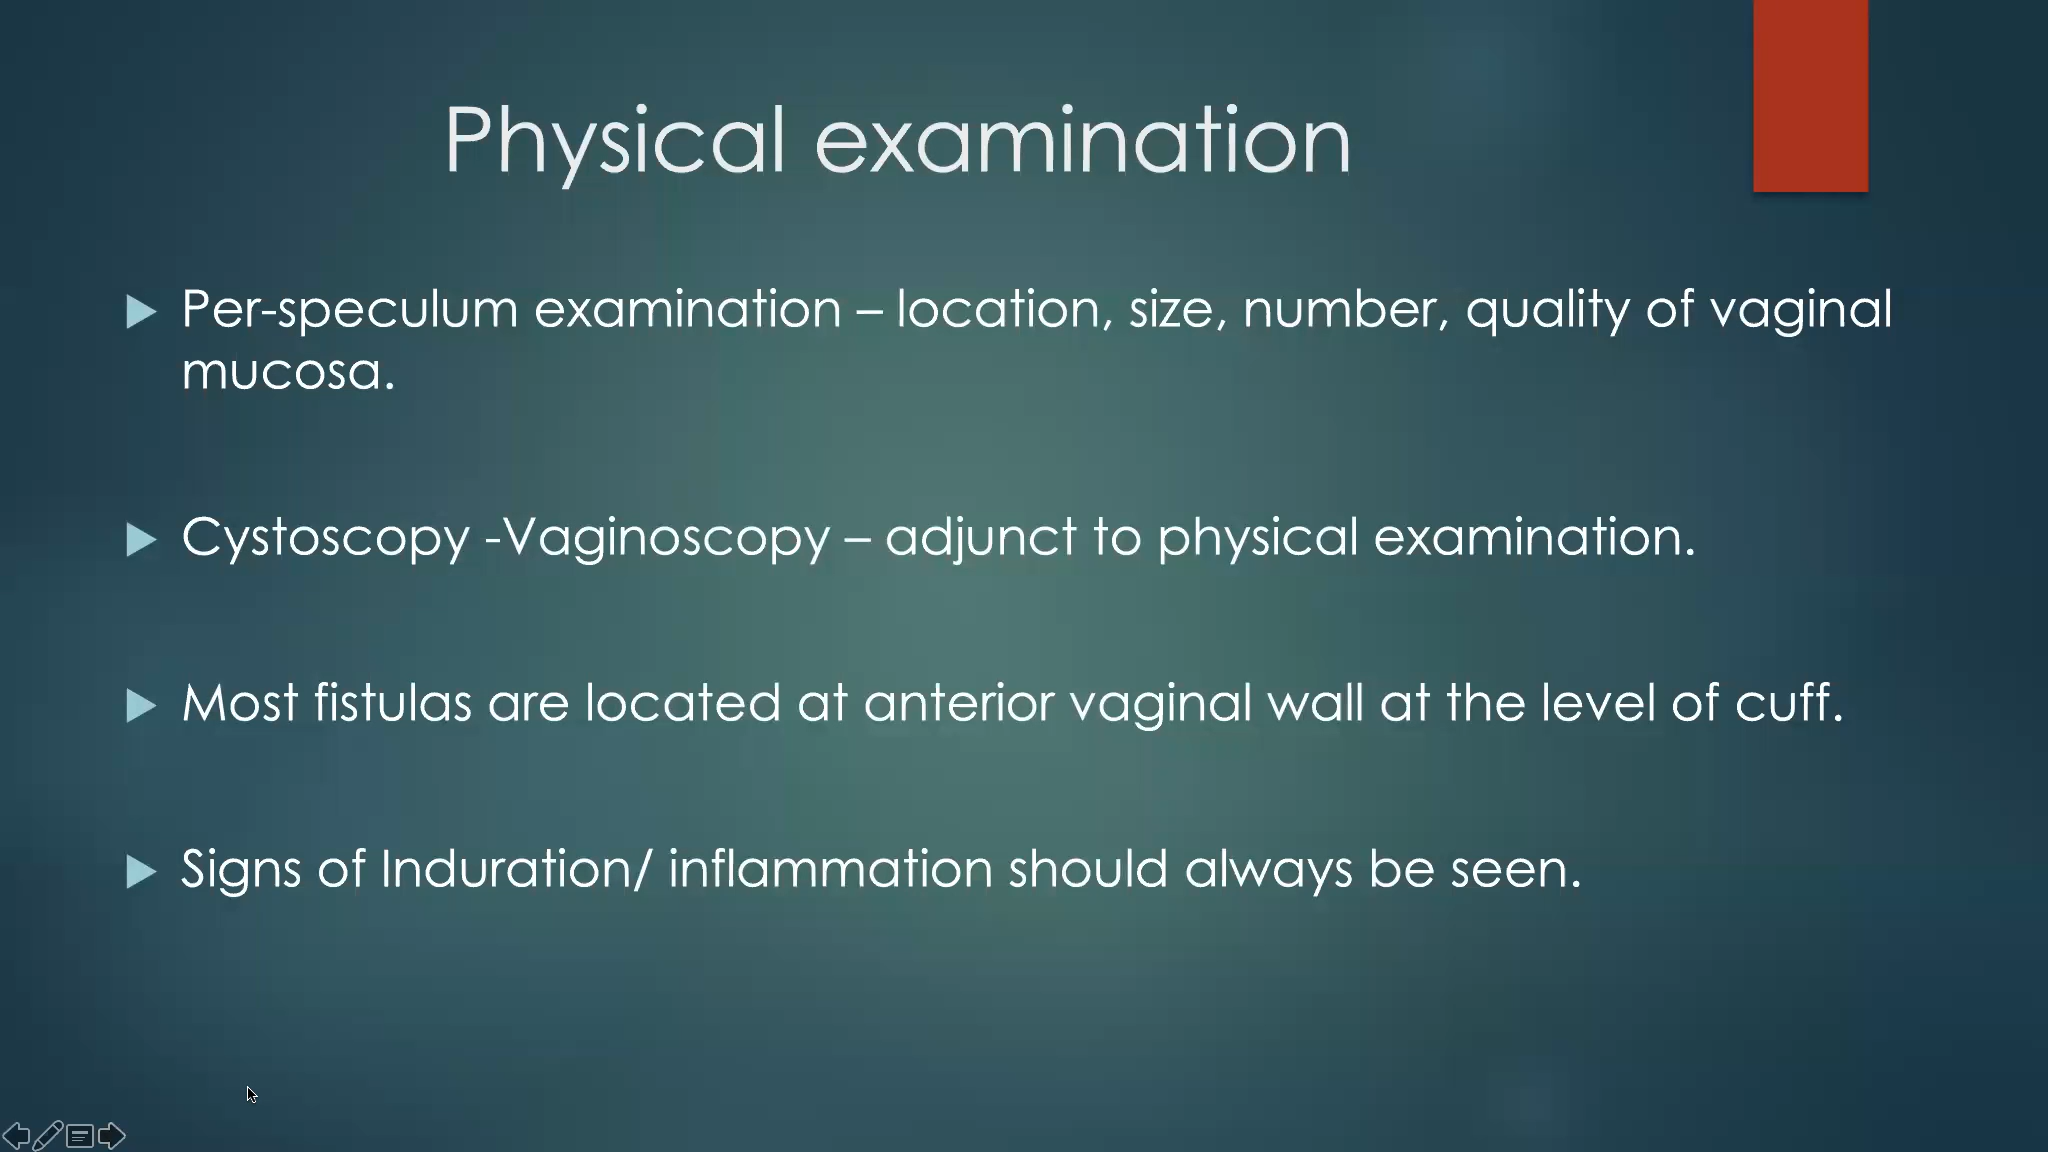 Physical examination
Per-speculum examination – location, size, number, quality of vaginal
mucosa.
Cystoscopy -Vaginoscopy – adjunct to physical examination.
Most fistulas are located at anterior vaginal wall at the level of cuff.
Signs of Induration/ inflammation should always be seen.